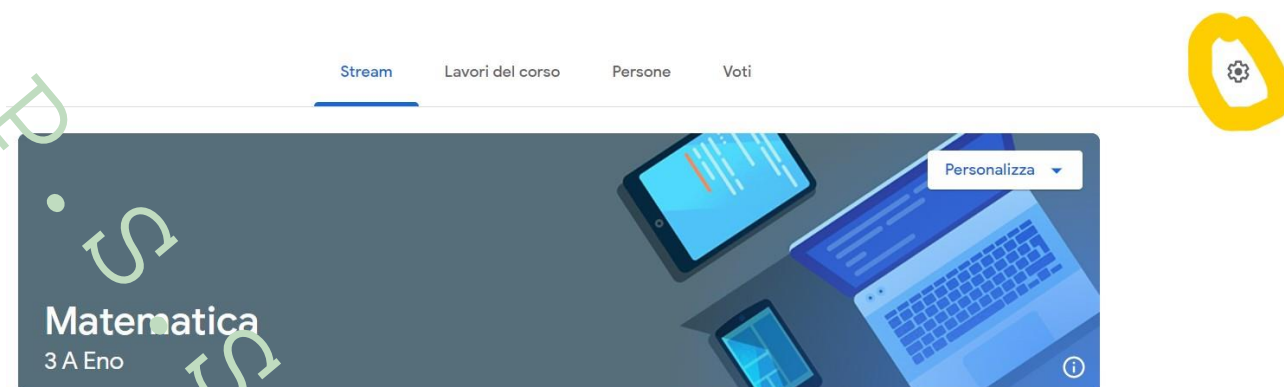 Stream Lavori del corso Persone Voti
Personalizza
Matematica
3 A Eno
P.S.S